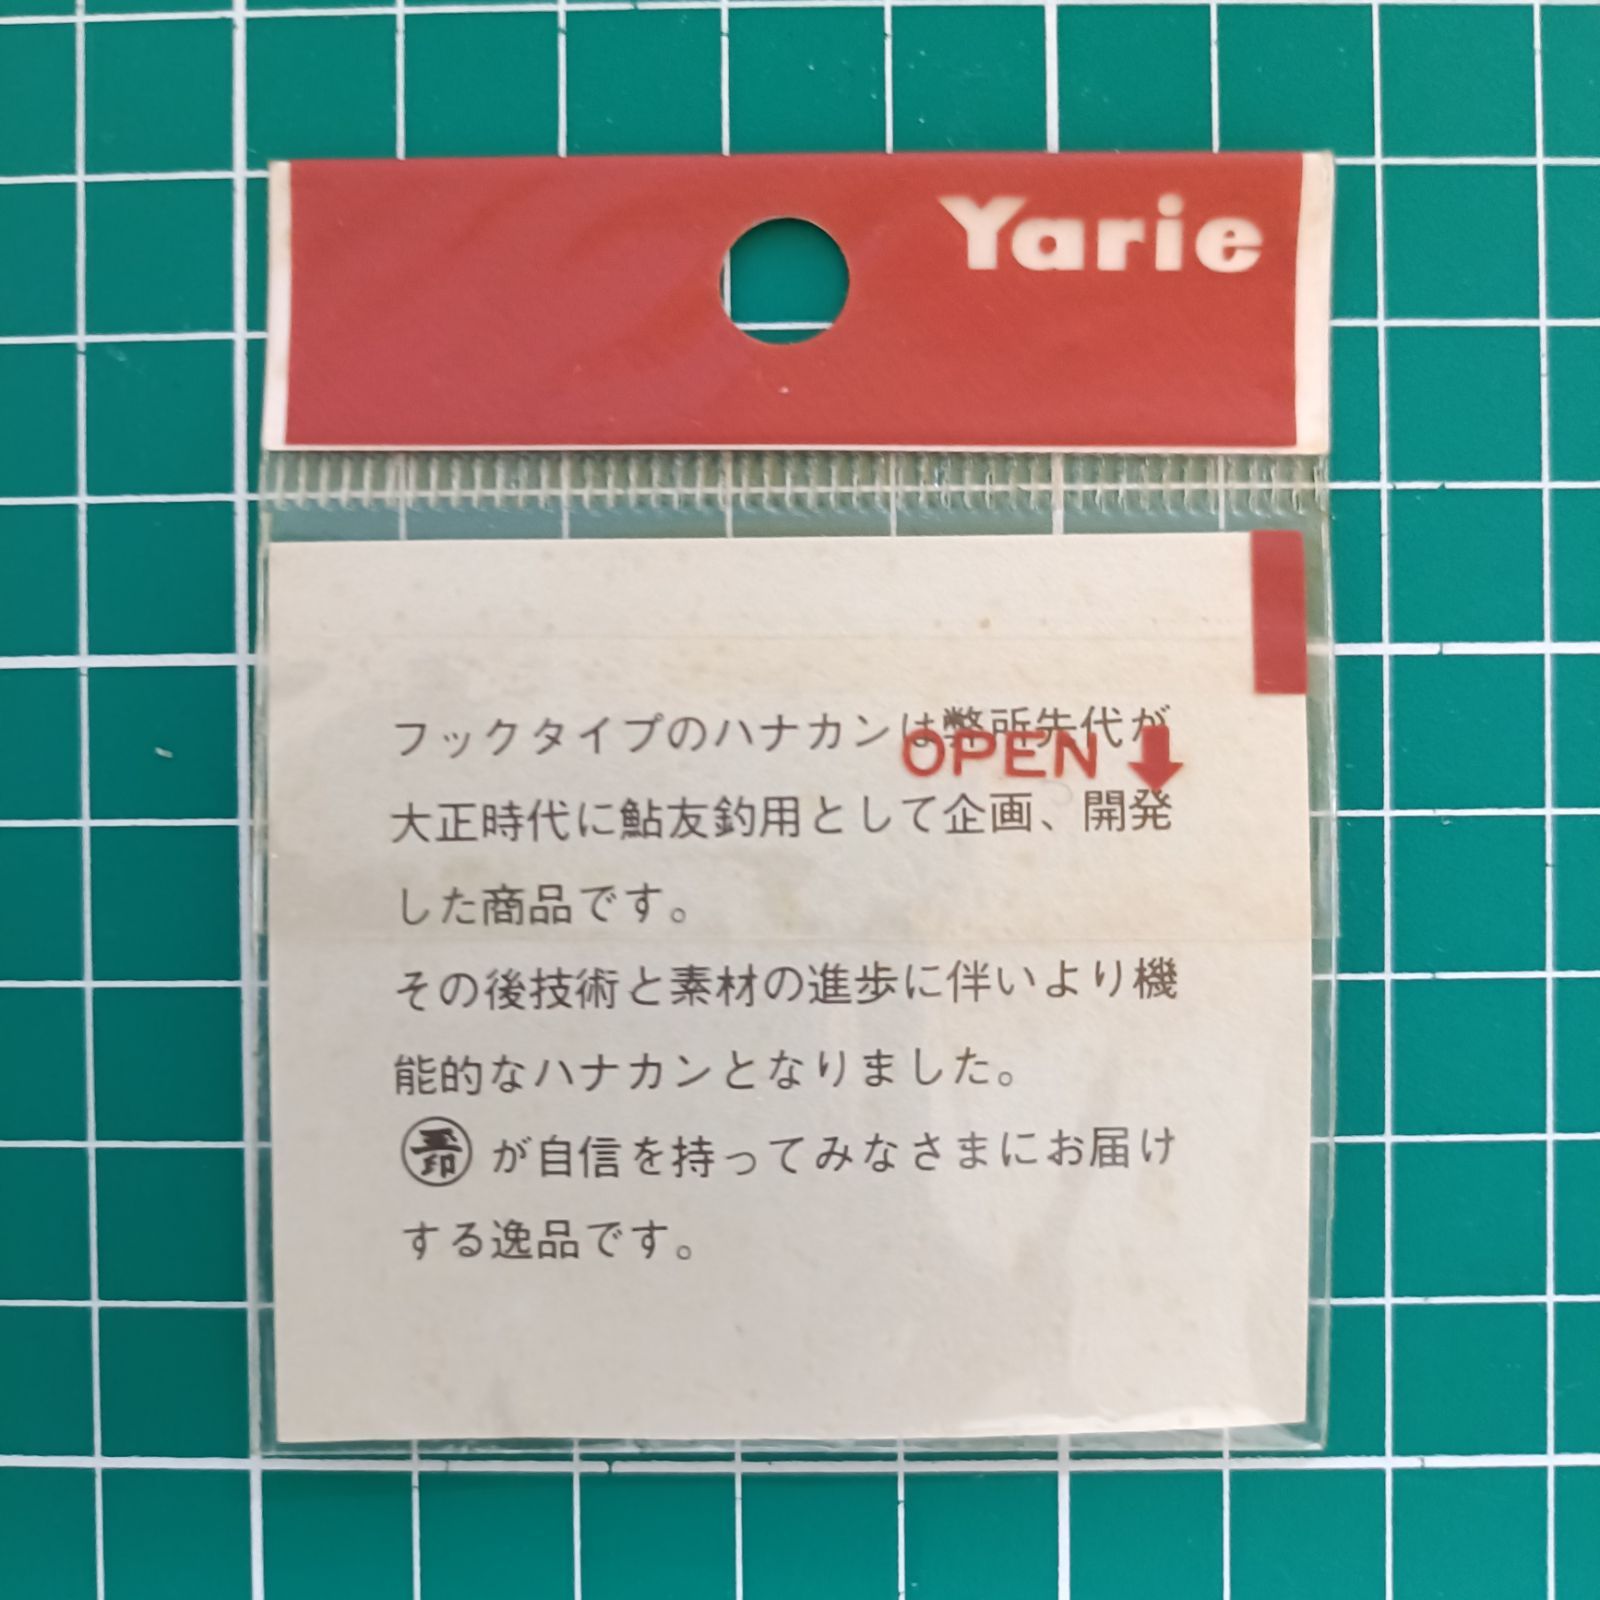 Yarie
フックタイプのハナカンは弊所先代が
OPEN
大正時代に鮎友釣用として企画、開発
した商品です。
その後技術と素材の進歩に伴いより機
能的なハナカンとなりました。
が自信を持ってみなさまにお届け
する逸品です。